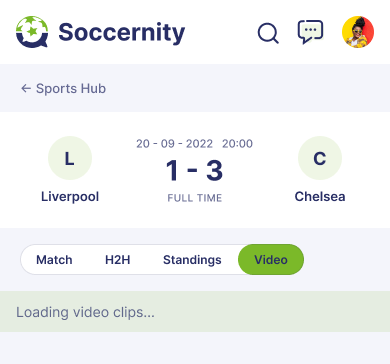 Soccernity
← Sports Hub
20 - 09 - 2022 20:00
L
1 - 3
C
Liverpool
FULL TIME
Chelsea
Match H2H Standings Video
Loading video clips...